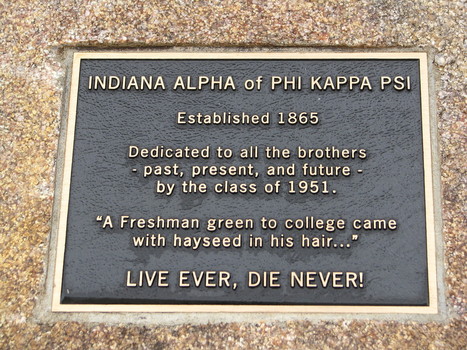 INDIANA ALPHA of PHI KAPPA PSI
Established 1865
Dedicated to all the brothers
- past, present, and future -
by the class of 1951.
“A Freshman green to college came
with hayseed in his hair...”
LIVE EVER, DIE NEVER!